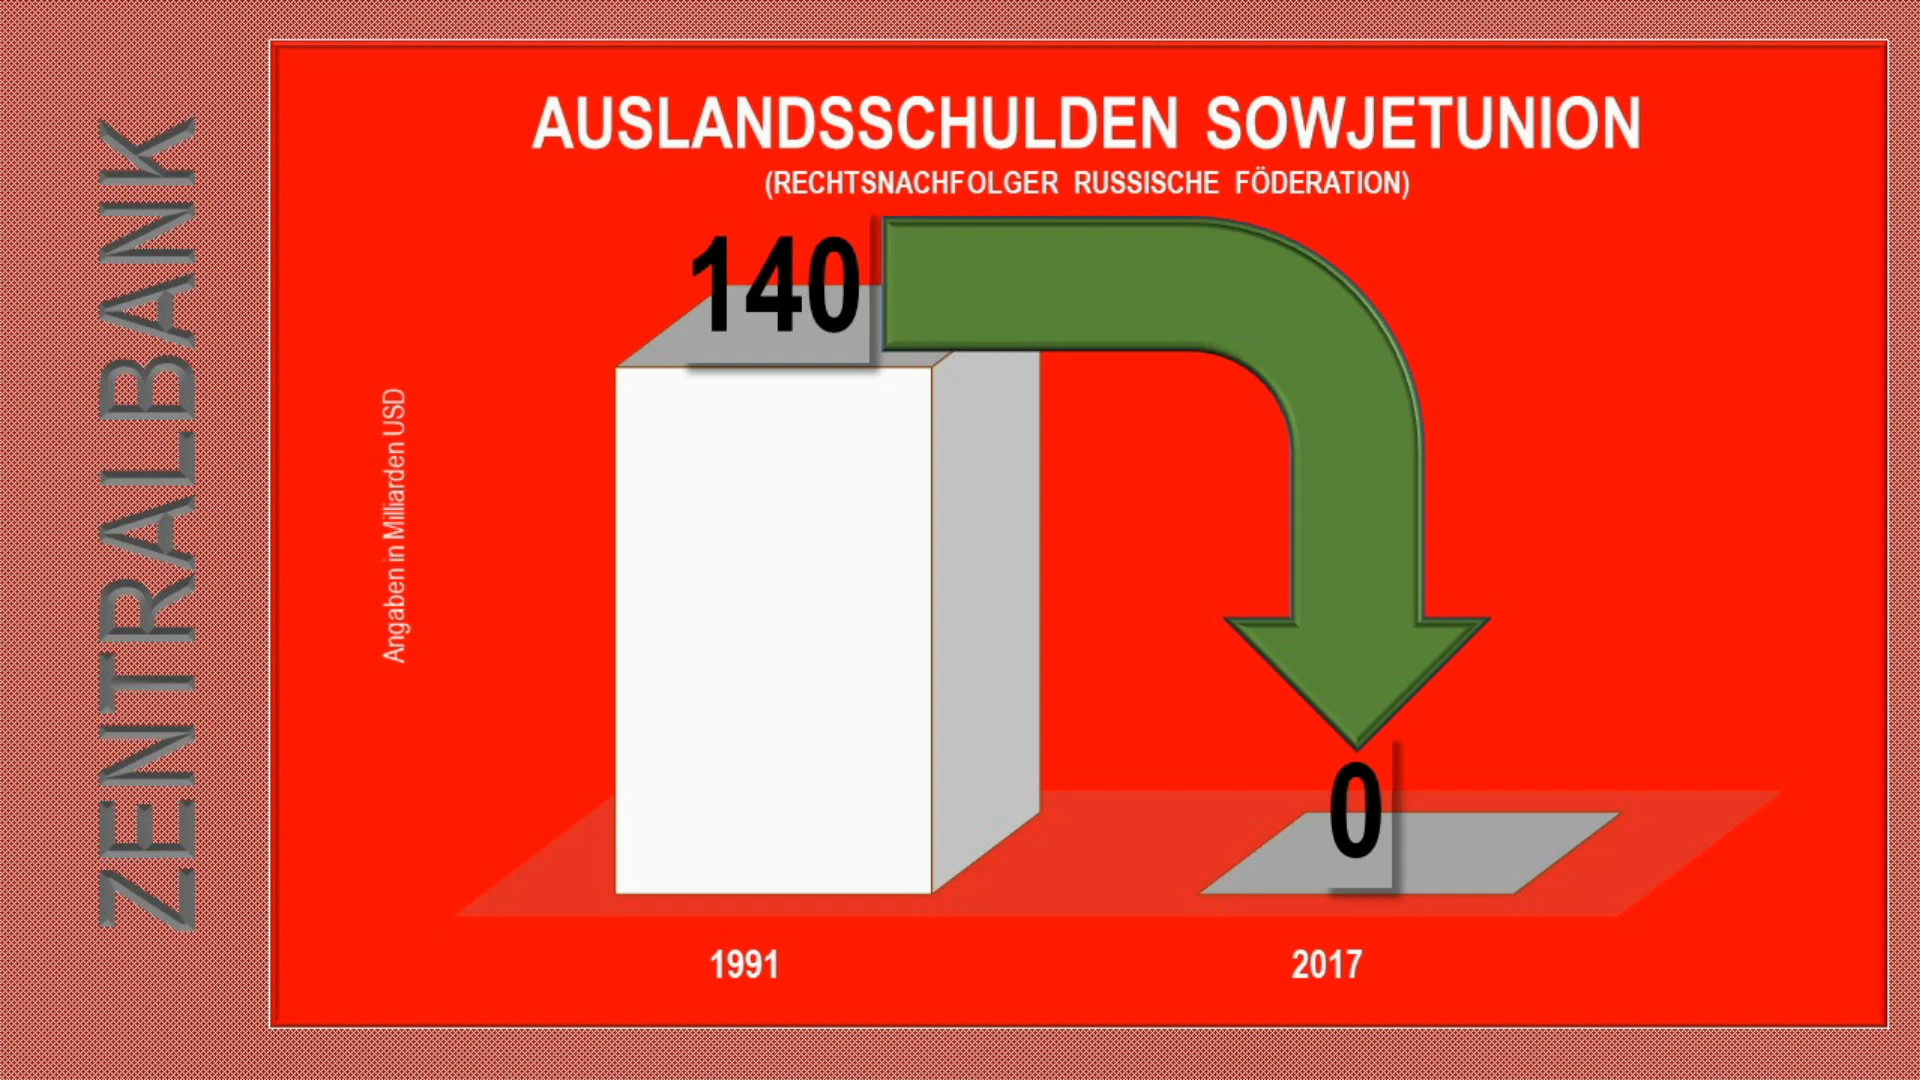 ZENTRALBANK
AUSLANDSSCHULDEN SOWJETUNION
(RECHTSNACHFOLGER RUSSISCHE FÖDERATION)
140
Angaben in Milliarden USD
0
1991
2017